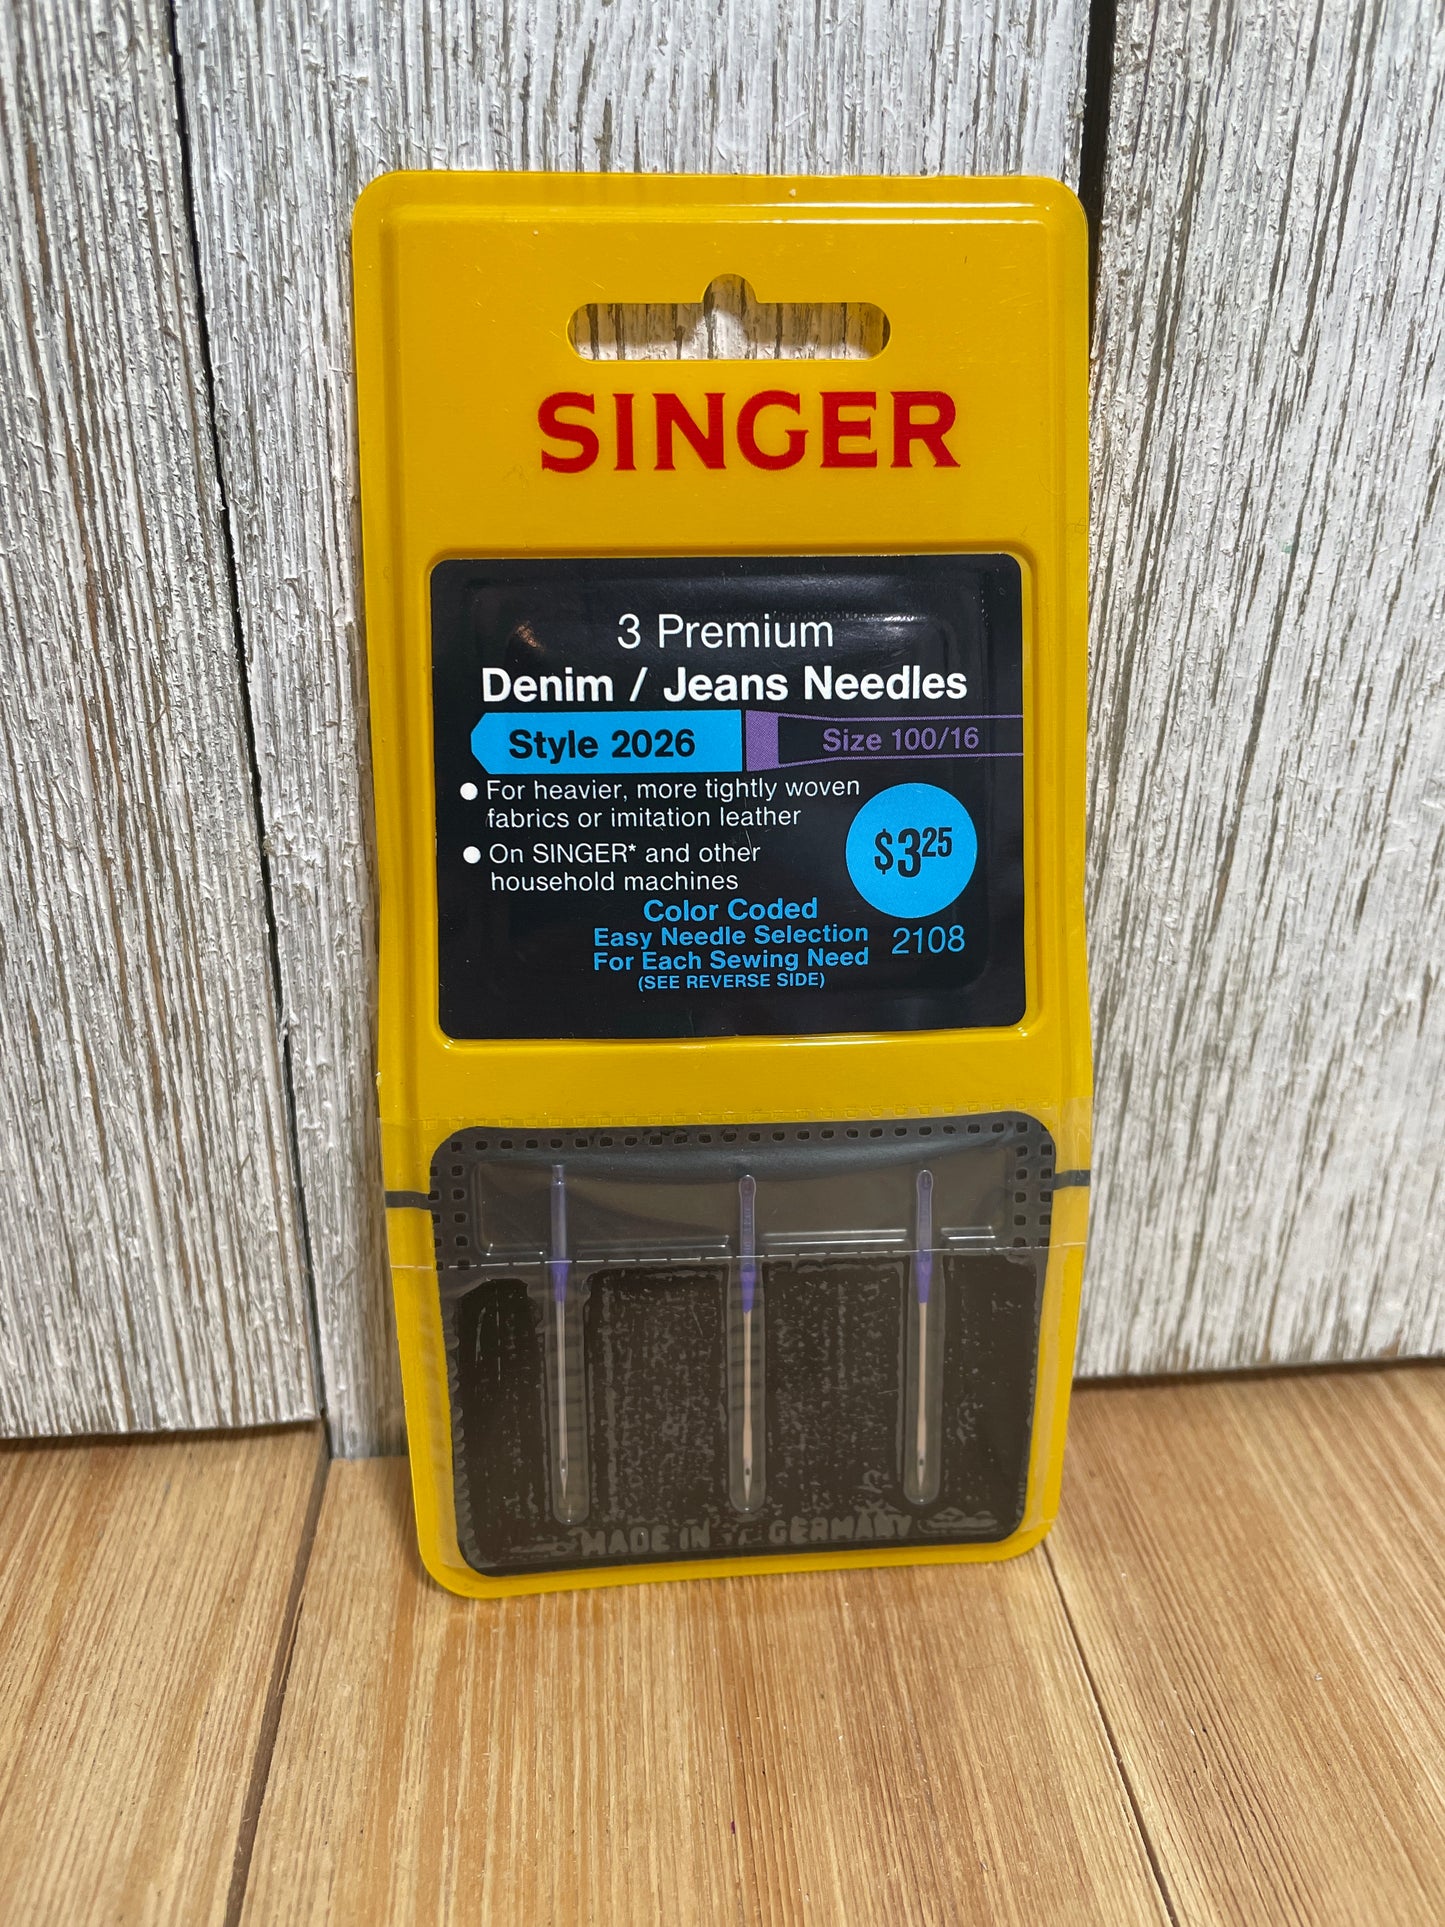 SINGER
3 Premium
Denim / Jeans Needles
Style 2026 Size 100/16
● For heavier, more tightly woven
fabrics or imitation leather
● On SINGER* and other
household machines
$3.25
Color Coded
Easy Needle Selection
For Each Sewing Need
(SEE REVERSE SIDE)
2108
MADE IN GERMANY